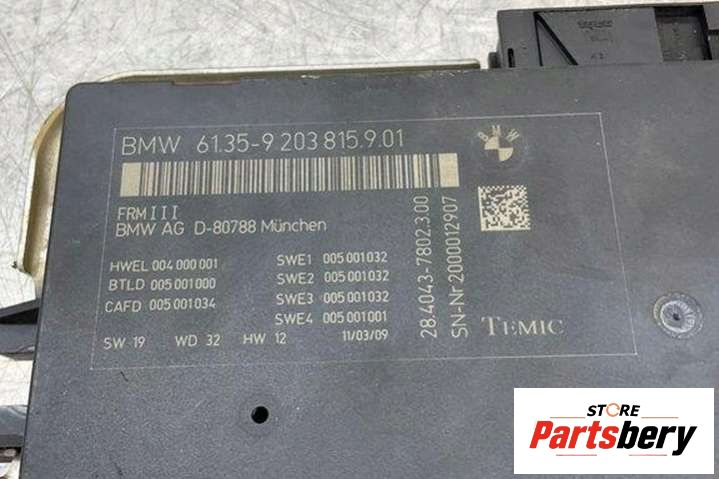 BMW 61.35-9 203 815.9.01
BMW
FRMIII
BMW AG D-80788 München
HWEL 004 000 001
BTLD 005 001 000
CAFD 005 001 034
SWE1 005 001 032
SWE2 005 001 032
SWE3 005 001 032
SWE4 005 001 001
SW 19 WD 32 HW 12 11/03/09
28.4043-7802.3.00
SN-Nr 2000012907
TEMIC
STORE
Partsbery